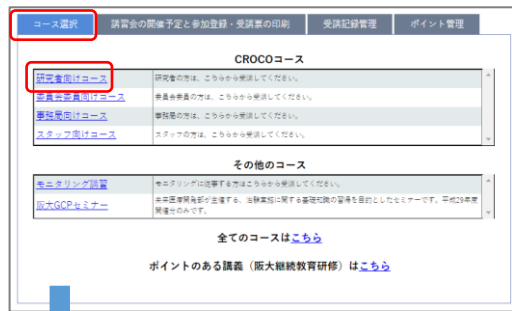 コース選択
講習会の開催予定と参加登録・受講票の印刷
受講記録管理
ポイント管理
CROCOコース
研究者向けコース 研究者の方は、こちらから受講してください。
委員会委員向けコース 委員会委員の方は、こちらから受講してください。
事務局向けコース 事務局の方は、こちらから受講してください。
スタッフ向けコース スタッフの方は、こちらから受講してください。
その他のコース
モニタリング講習 モニタリングに従事する方はこちらから受講してください。
阪大GCPセミナー 未来医療開発部が主催する、治験実施に関する基礎知識の習得を目的としたセミナーです。平成29年度
開催分のみです。
全てのコースはこちら
ポイントのある講義（阪大継続教育研修）はこちら